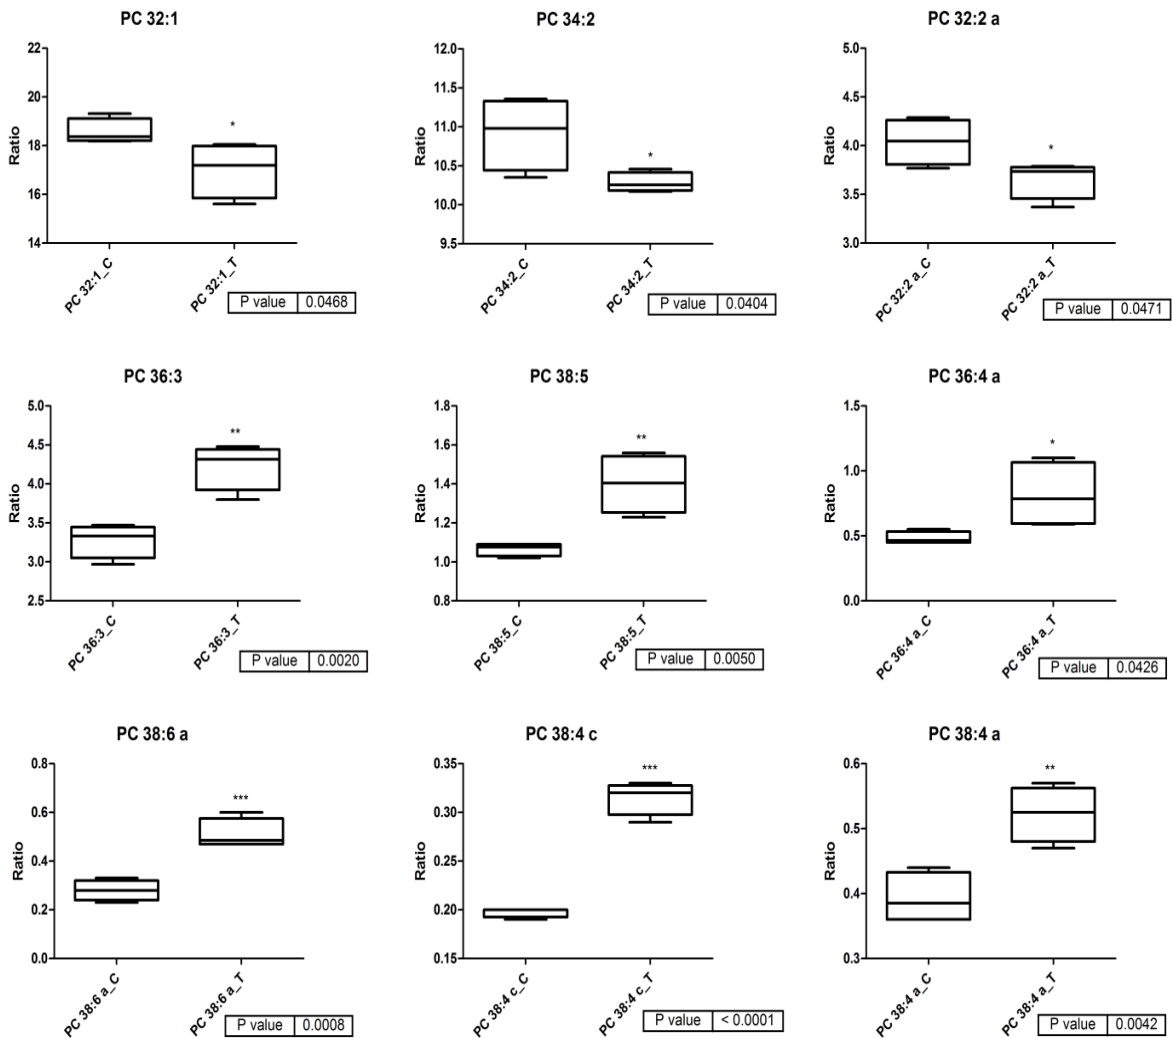 PC 32:1
22
20
18
16
14
Ratio
*
PC 32:1_C
PC 32:1_T
P value 0.0468
PC 34:2
12.0
11.5
11.0
10.5
10.0
9.5
Ratio
*
PC 34:2_C
PC 34:2_T
P value 0.0404
PC 32:2 a
5.0
4.5
4.0
3.5
3.0
Ratio
*
PC 32:2 a_C
PC 32:2 a_T
P value 0.0471
PC 36:3
5.0
4.5
4.0
3.5
3.0
2.5
Ratio
**
PC 36:3_C
PC 36:3_T
P value 0.0020
PC 38:5
1.8
1.6
1.4
1.2
1.0
0.8
Ratio
**
PC 38:5_C
PC 38:5_T
P value 0.0050
PC 36:4 a
1.5
1.0
0.5
0.0
Ratio
*
PC 36:4 a_C
PC 36:4 a_T
P value 0.0426
PC 38:6 a
0.8
0.6
0.4
0.2
0.0
Ratio
***
PC 38:6 a_C
PC 38:6 a_T
P value 0.0008
PC 38:4 c
0.35
0.30
0.25
0.20
0.15
Ratio
***
PC 38:4 c_C
PC 38:4 c_T
P value < 0.0001
PC 38:4 a
0.6
0.5
0.4
0.3
Ratio
**
PC 38:4 a_C
PC 38:4 a_T
P value 0.0042